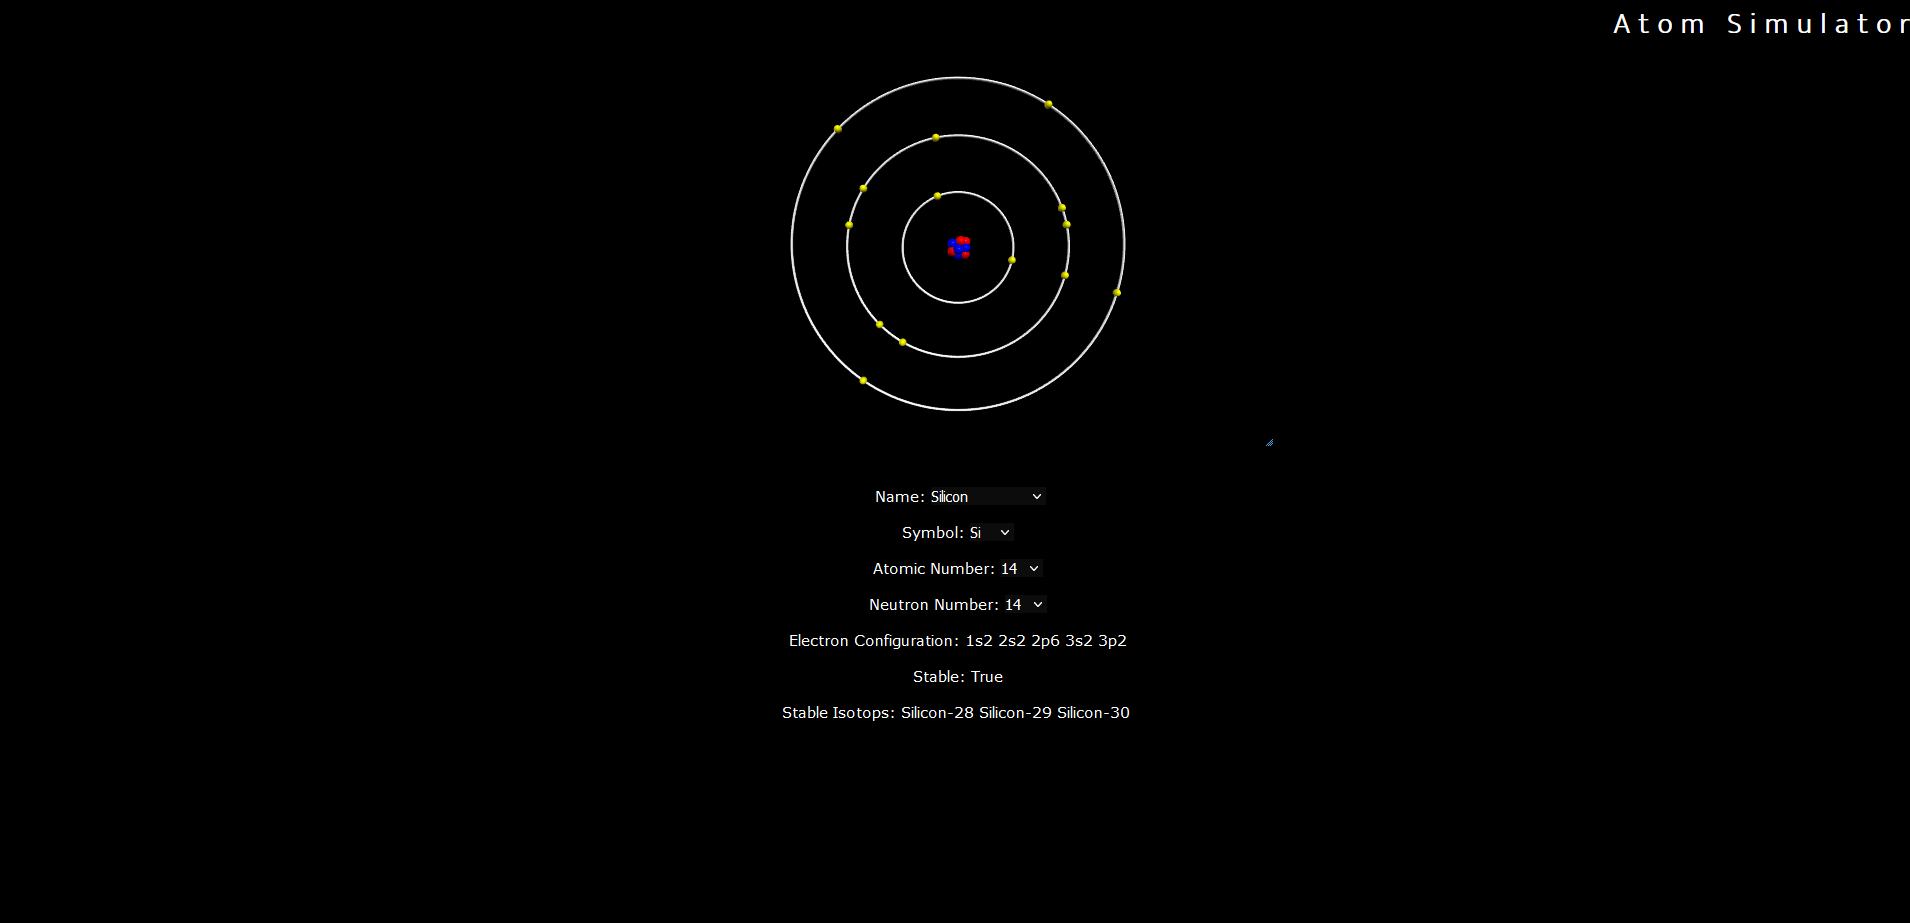 Atom Simulator
Name: Silicon
Symbol: Si
Atomic Number: 14
Neutron Number: 14
Electron Configuration: 1s2 2s2 2p6 3s2 3p2
Stable: True
Stable Isotops: Silicon-28 Silicon-29 Silicon-30